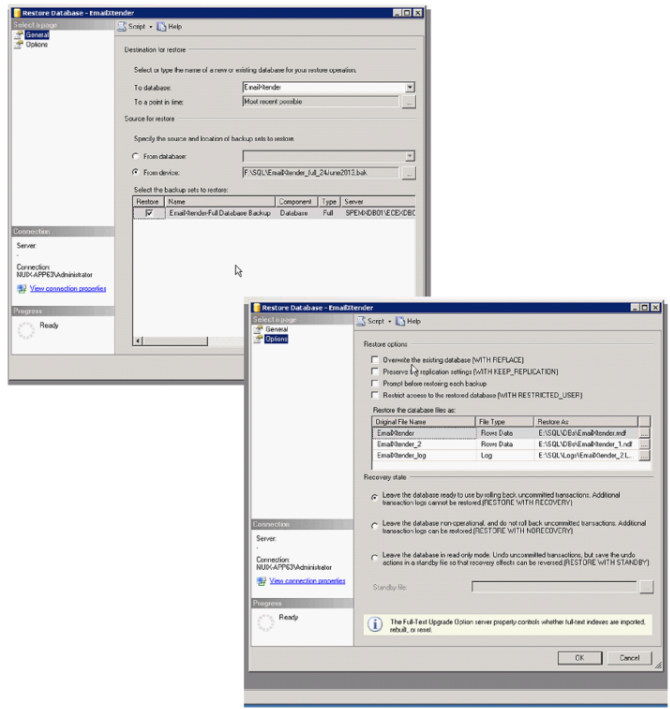 Restore Database - EmailXtender
Select a page
General
Options
Script
Help
Destination for restore
Select or type the name of a new or existing database for your restore operation.
To database:
EmailXtender
To a point in time:
Most recent possible
...
Source for restore
Specify the source and location of backup sets to restore.
From database:
From device:
F:\SQL\EmailXtender_full_24June2013.bak
...
Select the backup sets to restore:
Restore Name Component Type Server
EmailXtender-Full Database Backup Database Full SPEMXDB01\ECEXDBC
Connection
Server:
.
Connection:
NUIX-APP63\Administrator
View connection properties
Progress
Ready
Restore Database - EmailXtender
Select a page
General
Options
Script
Help
Restore options
Overwrite the existing database (WITH REPLACE)
Preserve the replication settings (WITH KEEP_REPLICATION)
Prompt before restoring each backup
Restrict access to the restored database (WITH RESTRICTED_USER)
Restore the database files as:
Original File Name File Type Restore As
EmailXtender Rows Data E:\SQL\DBs\EmailXtender.mdf ...
EmailXtender_2 Rows Data E:\SQL\DBs\EmailXtender_1.ndf ...
EmailXtender_log Log E:\SQL\Logs\EmailXtender_2.L... ...
Recovery state
Leave the database ready to use by rolling back uncommitted transactions. Additional
transaction logs cannot be restored.(RESTORE WITH RECOVERY)
Leave the database non-operational, and do not roll back uncommitted transactions. Additional
transaction logs can be restored.(RESTORE WITH NORECOVERY)
Leave the database in read-only mode. Undo uncommitted transactions, but save the undo
actions in a standby file so that recovery effects can be reversed.(RESTORE WITH STANDBY)
Standby file:
Connection
Server:
.
Connection:
NUIX-APP63\Administrator
View connection properties
Progress
Ready
The Full-Text Upgrade Option server property controls whether full-text indexes are imported,
rebuilt, or reset.
OK
Cancel